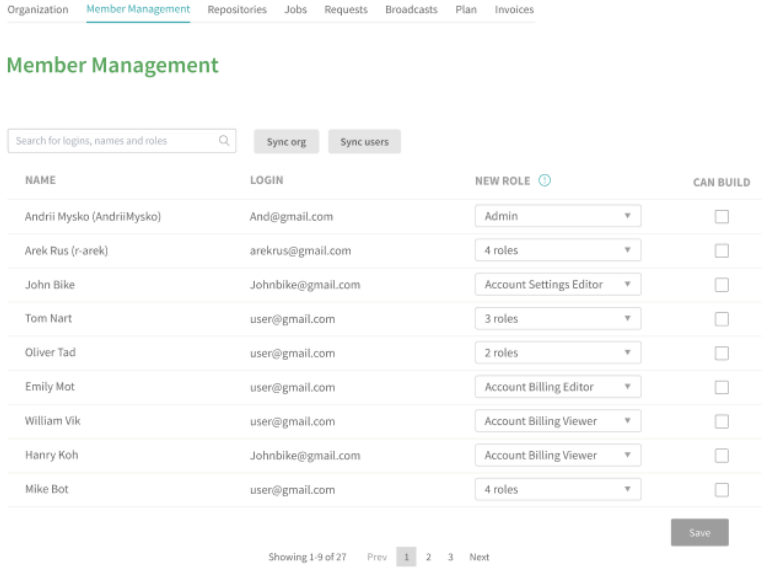 Organization Member Management Repositories Jobs Requests Broadcasts Plan Invoices
Member Management
Search for logins, names and roles Sync org Sync users
NAME LOGIN NEW ROLE CAN BUILD
Andrii Mysko (AndriiMysko) And@gmail.com Admin
Arek Rus (r-arek) arekrus@gmail.com 4 roles
John Bike Johnbike@gmail.com Account Settings Editor
Tom Nart user@gmail.com 3 roles
Oliver Tad user@gmail.com 2 roles
Emily Mot user@gmail.com Account Billing Editor
William Vik user@gmail.com Account Billing Viewer
Hanry Koh Johnbike@gmail.com Account Billing Viewer
Mike Bot user@gmail.com 4 roles
Save
Showing 1-9 of 27 Prev 1 2 3 Next